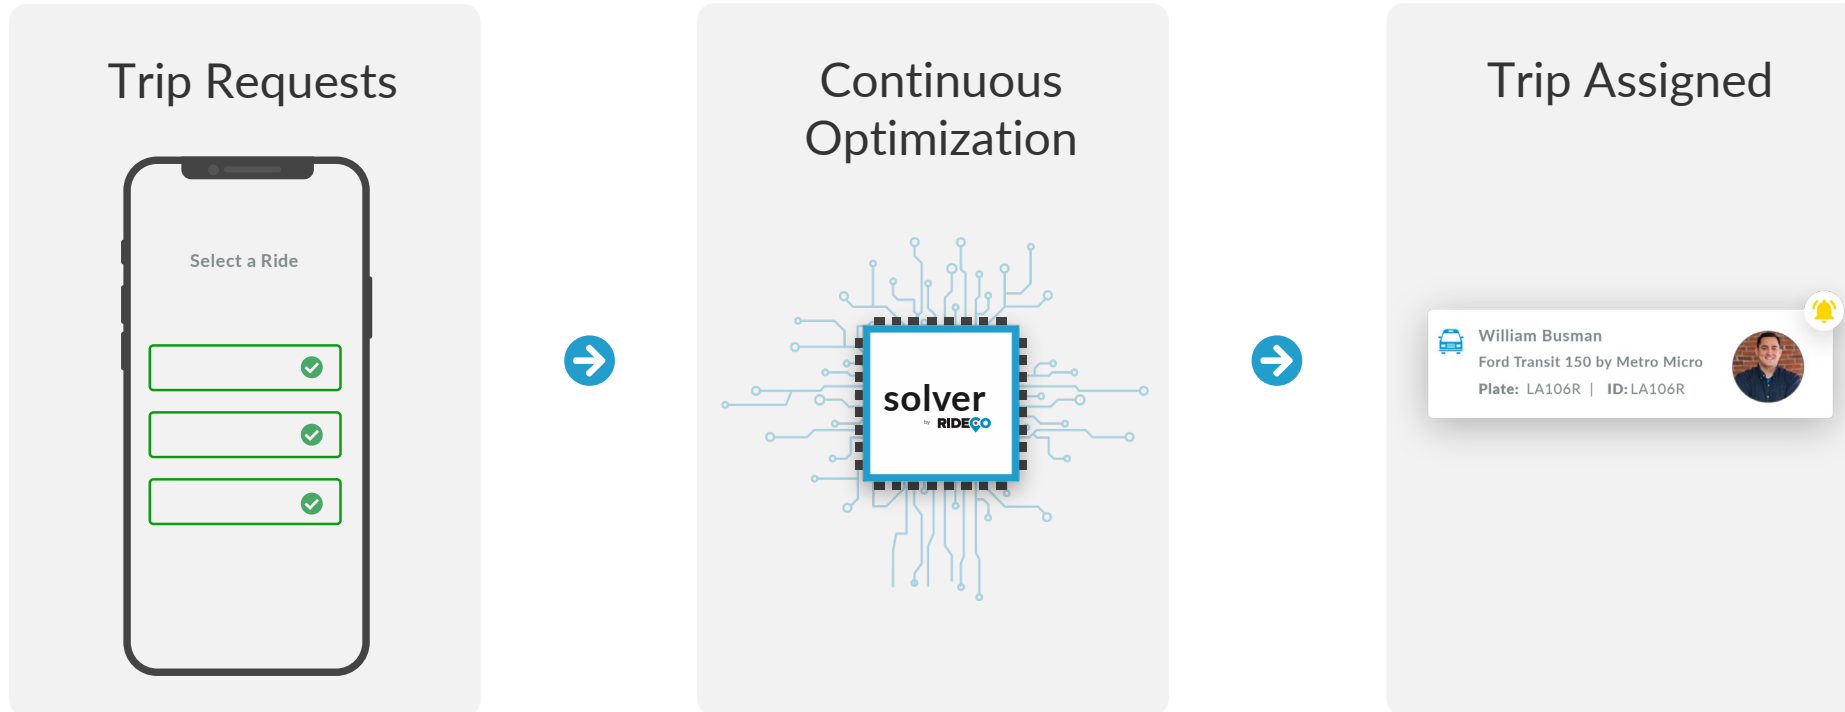 Trip Requests
Select a Ride
Continuous
Optimization
solver
by RIDECO
Trip Assigned
William Busman
Ford Transit 150 by Metro Micro
Plate: LA106R | ID: LA106R